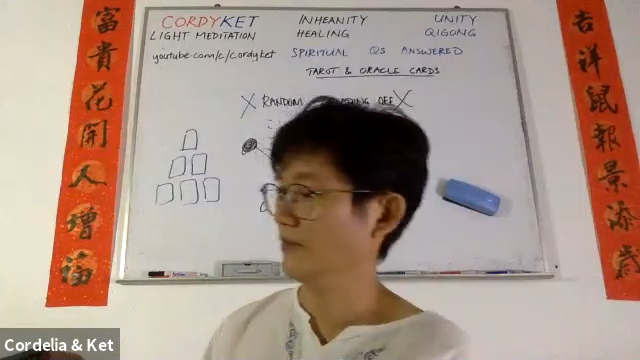 富貴花開人增福
CORDYKET INHEANITY UNITY
LIGHT MEDITATION HEALING QIGONG
youtube.com/c/cordyket SPIRITUAL QS ANSWERED
TAROT & ORACLE CARDS
X RANDOM X
吉祥鼠報景添歲
Cordelia & Ket